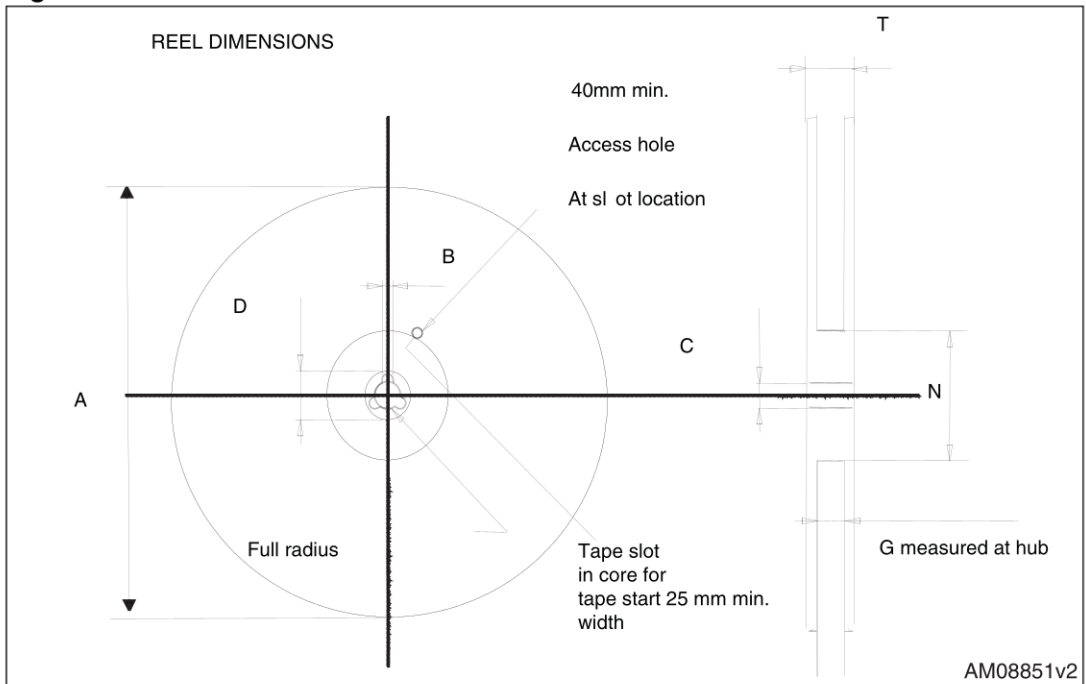 REEL DIMENSIONS
T
40mm min.
Access hole
At sl ot location
B
D
C
A
N
Full radius
Tape slot
in core for
tape start 25 mm min.
width
G measured at hub
AM08851v2